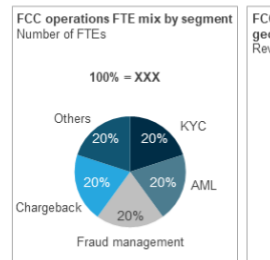 FCC operations FTE mix by segment
Number of FTEs
100% = XXX
Others
20%
20%
KYC
20%
20%
AML
Chargeback
20%
Fraud management
FCC
geo
Rev